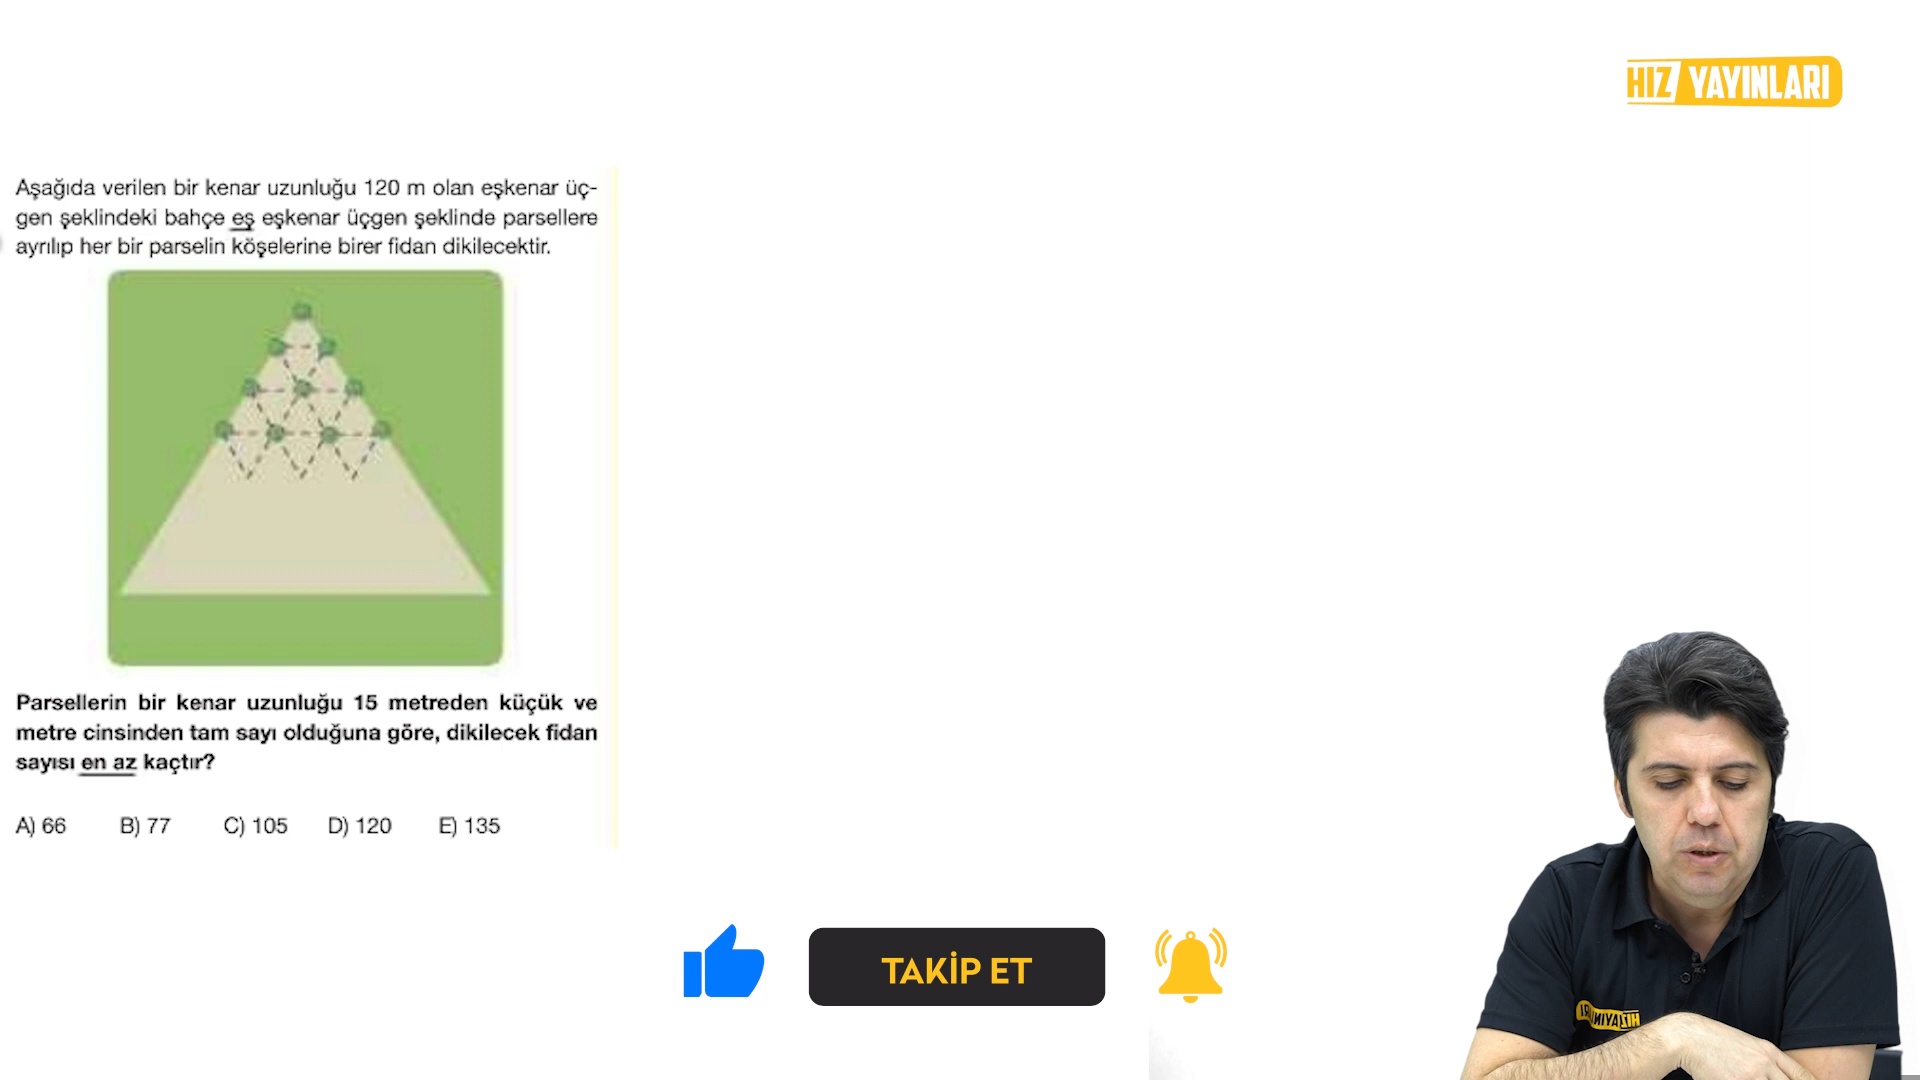 HIZ YAYINLARI
Aşağıda verilen bir kenar uzunluğu 120 m olan eşkenar üç-
gen şeklindeki bahçe eş eşkenar üçgen şeklinde parsellere
ayrılıp her bir parselin köşelerine birer fidan dikilecektir.
Parsellerin bir kenar uzunluğu 15 metreden küçük ve
metre cinsinden tam sayı olduğuna göre, dikilecek fidan
sayısı en az kaçtır?
A) 66 B) 77 C) 105 D) 120 E) 135
TAKİP ET
HIZ YAYINLARI